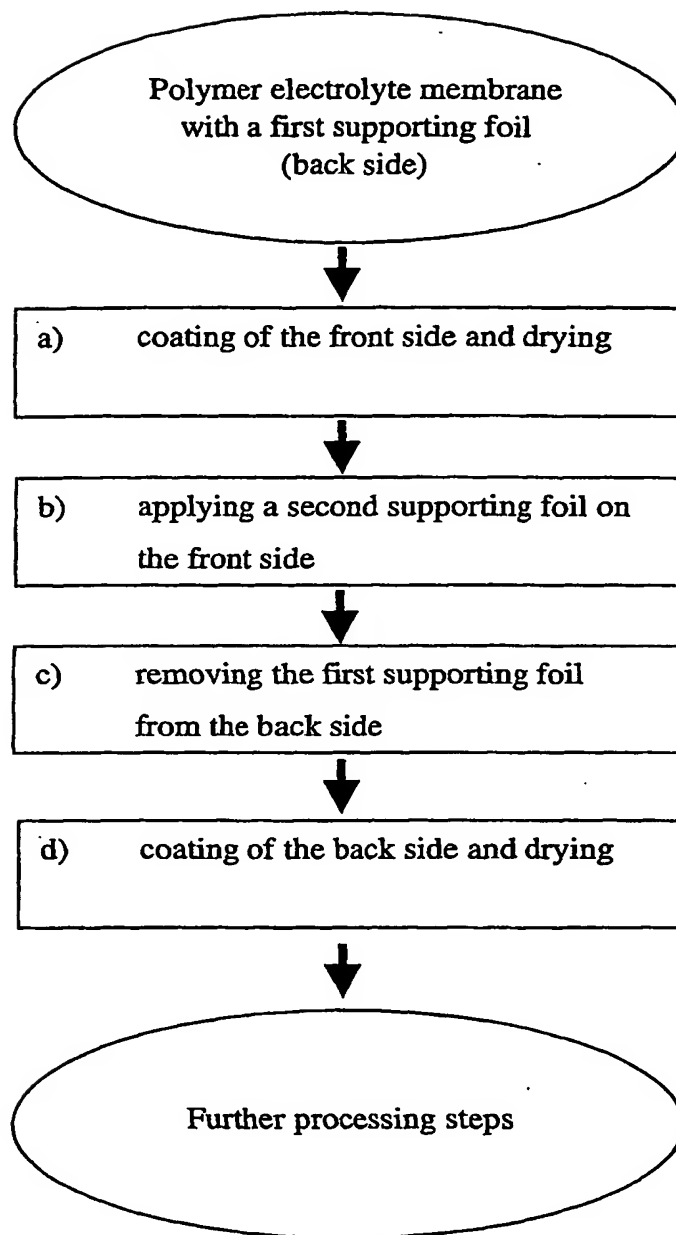 Polymer electrolyte membrane
with a first supporting foil
(back side)
a) coating of the front side and drying
b) applying a second supporting foil on
the front side
c) removing the first supporting foil
from the back side
d) coating of the back side and drying
Further processing steps